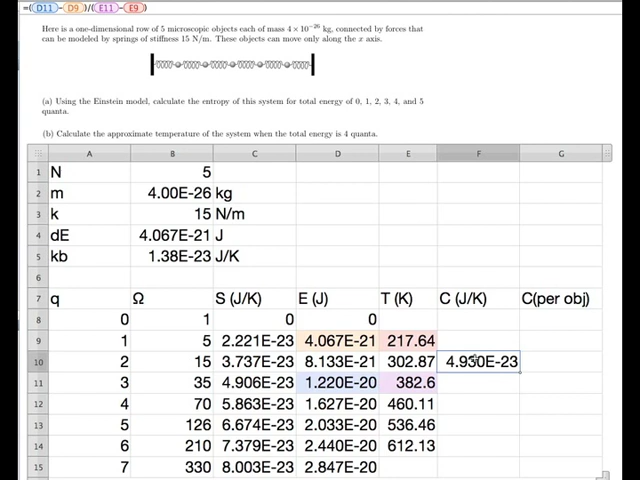 =(D11-D9)/(E11-E9)
Here is a one-dimensional row of 5 microscopic objects each of mass 4 × 10⁻²⁶ kg, connected by forces that
can be modeled by springs of stiffness 15 N/m. These objects can move only along the x axis.
(a) Using the Einstein model, calculate the entropy of this system for total energy of 0, 1, 2, 3, 4, and 5
quanta.
(b) Calculate the approximate temperature of the system when the total energy is 4 quanta.
A B C D E F G
1 N 5
2 m 4.00E-26 kg
3 k 15 N/m
4 dE 4.067E-21 J
5 kb 1.38E-23 J/K
6
7 q Ω S (J/K) E (J) T (K) C (J/K) C(per obj)
8 0 1 0 0
9 1 5 2.221E-23 4.067E-21 217.64
10 2 15 3.737E-23 8.133E-21 302.87 4.930E-23
11 3 35 4.906E-23 1.220E-20 382.6
12 4 70 5.863E-23 1.627E-20 460.11
13 5 126 6.674E-23 2.033E-20 536.46
14 6 210 7.379E-23 2.440E-20 612.13
15 7 330 8.003E-23 2.847E-20